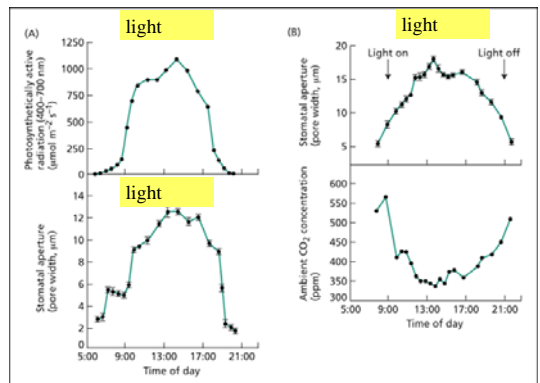 (A)
light
Photosynthetically active
radiation (400–700 nm)
(μmol m⁻² s⁻¹)
1250
1000
750
500
250
0
light
Stomatal aperture
(pore width, μm)
14
12
10
8
6
4
2
0
5:00 9:00 13:00 17:00 21:00
Time of day
(B)
light
Light on
Light off
Stomatal aperture
(pore width, μm)
20
15
10
5
Ambient CO₂ concentration
(ppm)
600
550
500
450
400
350
300
5:00 9:00 13:00 17:00 21:00
Time of day